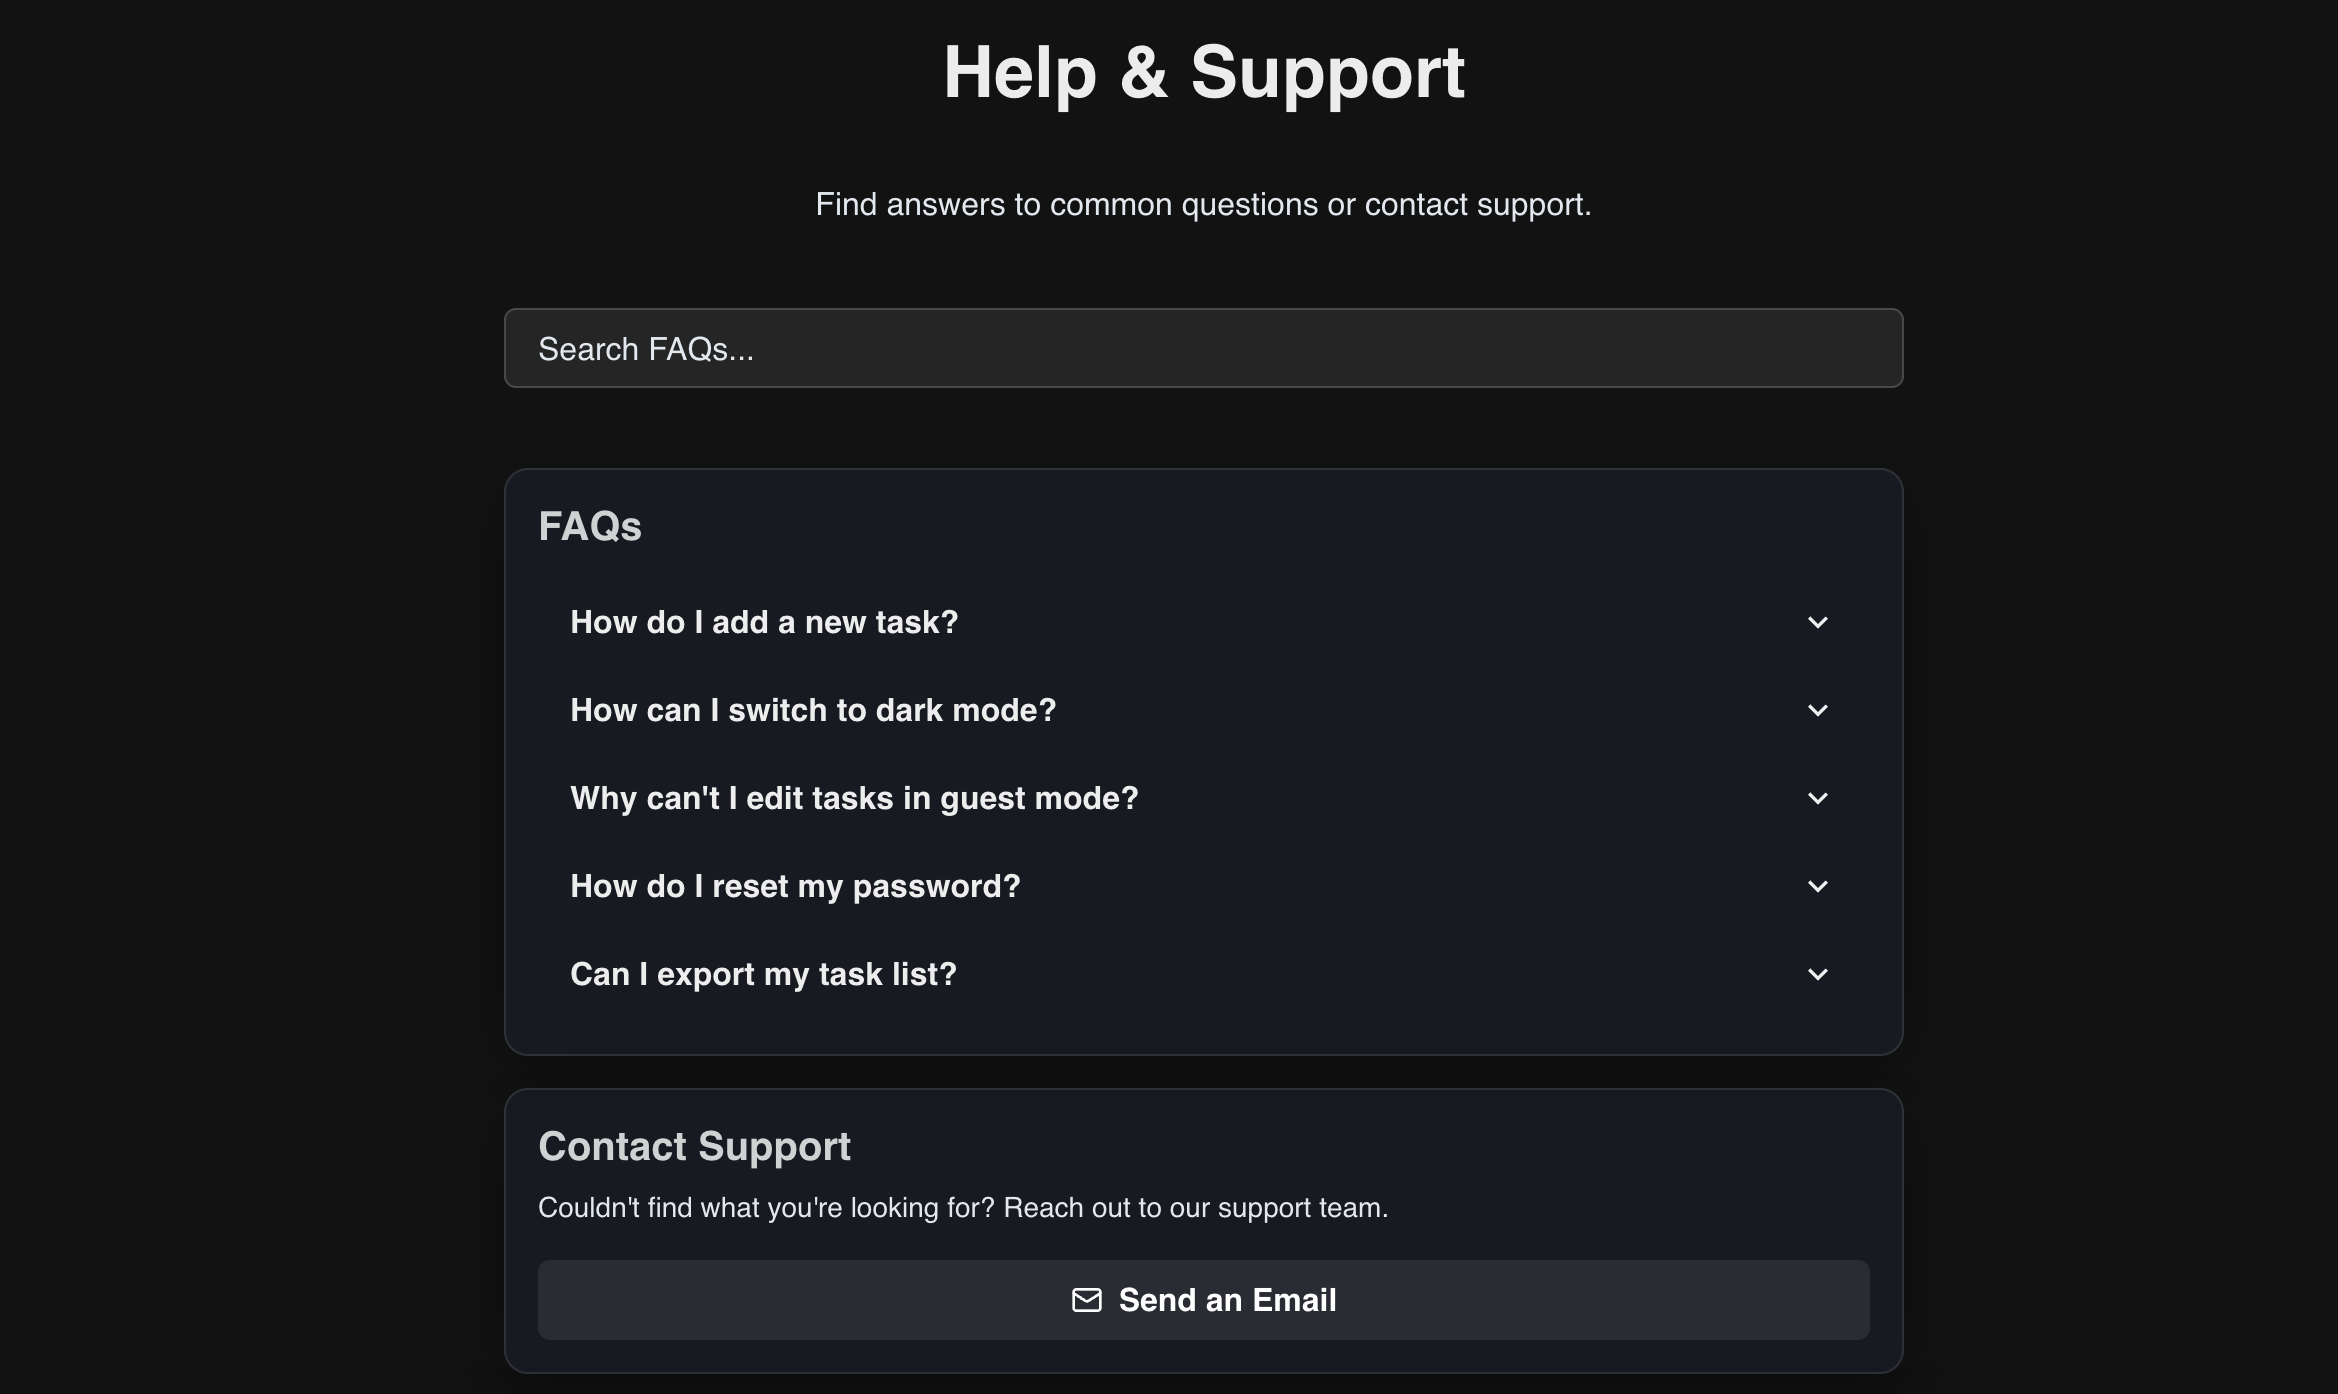 Help & Support
Find answers to common questions or contact support.
Search FAQs...
FAQs
How do I add a new task?
How can I switch to dark mode?
Why can't I edit tasks in guest mode?
How do I reset my password?
Can I export my task list?
Contact Support
Couldn't find what you're looking for? Reach out to our support team.
Send an Email